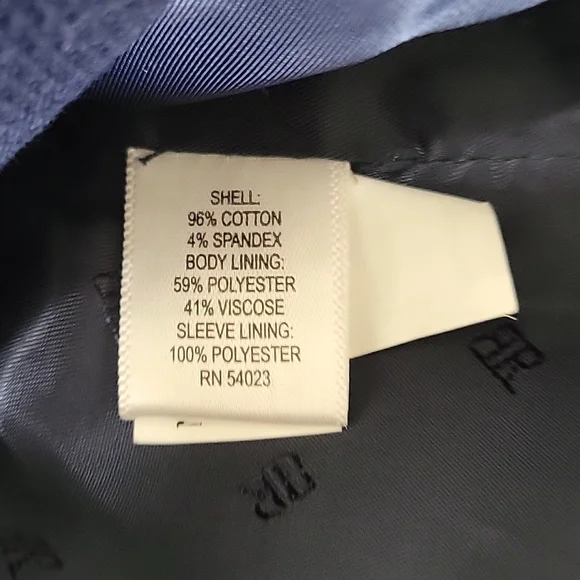 SHELL:
96% COTTON
4% SPANDEX
BODY LINING:
59% POLYESTER
41% VISCOSE
SLEEVE LINING:
100% POLYESTER
RN 54023